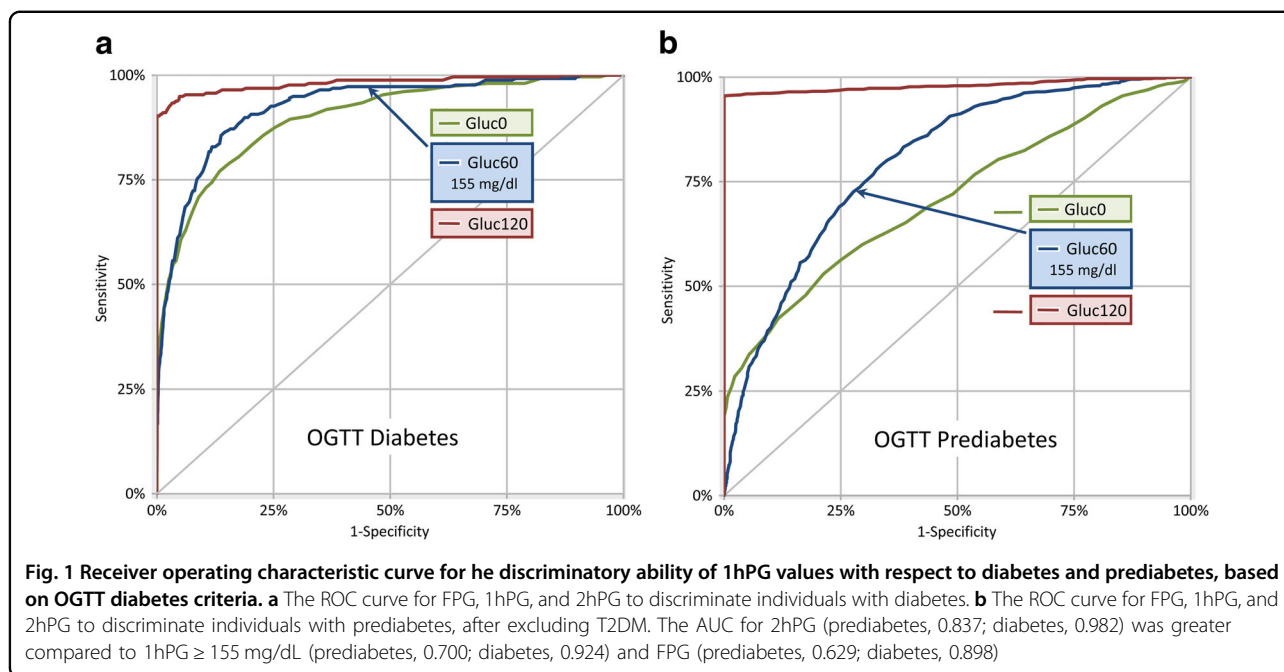 a
100%
75%
50%
25%
0%
Sensitivity
0% 25% 50% 75% 100%
1-Specificity
Gluc0
Gluc60
155 mg/dl
Gluc120
OGTT Diabetes
b
100%
75%
50%
25%
0%
Sensitivity
0% 25% 50% 75% 100%
1-Specificity
Gluc0
Gluc60
155 mg/dl
Gluc120
OGTT Prediabetes
Fig. 1 Receiver operating characteristic curve for he discriminatory ability of 1hPG values with respect to diabetes and prediabetes, based
on OGTT diabetes criteria. a The ROC curve for FPG, 1hPG, and 2hPG to discriminate individuals with diabetes. b The ROC curve for FPG, 1hPG, and
2hPG to discriminate individuals with prediabetes, after excluding T2DM. The AUC for 2hPG (prediabetes, 0.837; diabetes, 0.982) was greater
compared to 1hPG ≥ 155 mg/dL (prediabetes, 0.700; diabetes, 0.924) and FPG (prediabetes, 0.629; diabetes, 0.898)